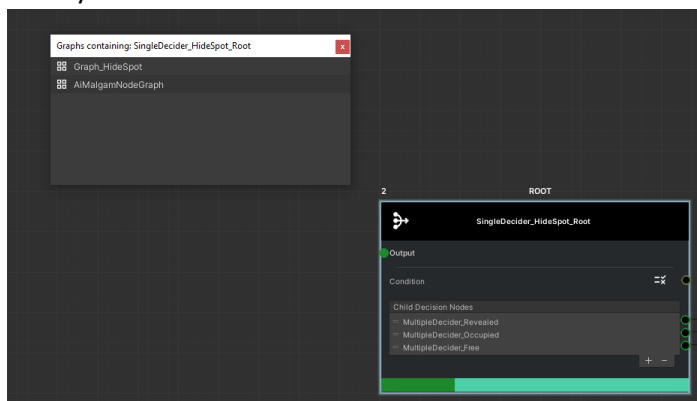 Graphs containing: SingleDecider_HideSpot_Root
x
Graph_HideSpot
AiMalgamNodeGraph
2
ROOT
SingleDecider_HideSpot_Root
Output
Condition
Child Decision Nodes
= MultipleDecider_Revealed
= MultipleDecider_Occupied
= MultipleDecider_Free
+ -